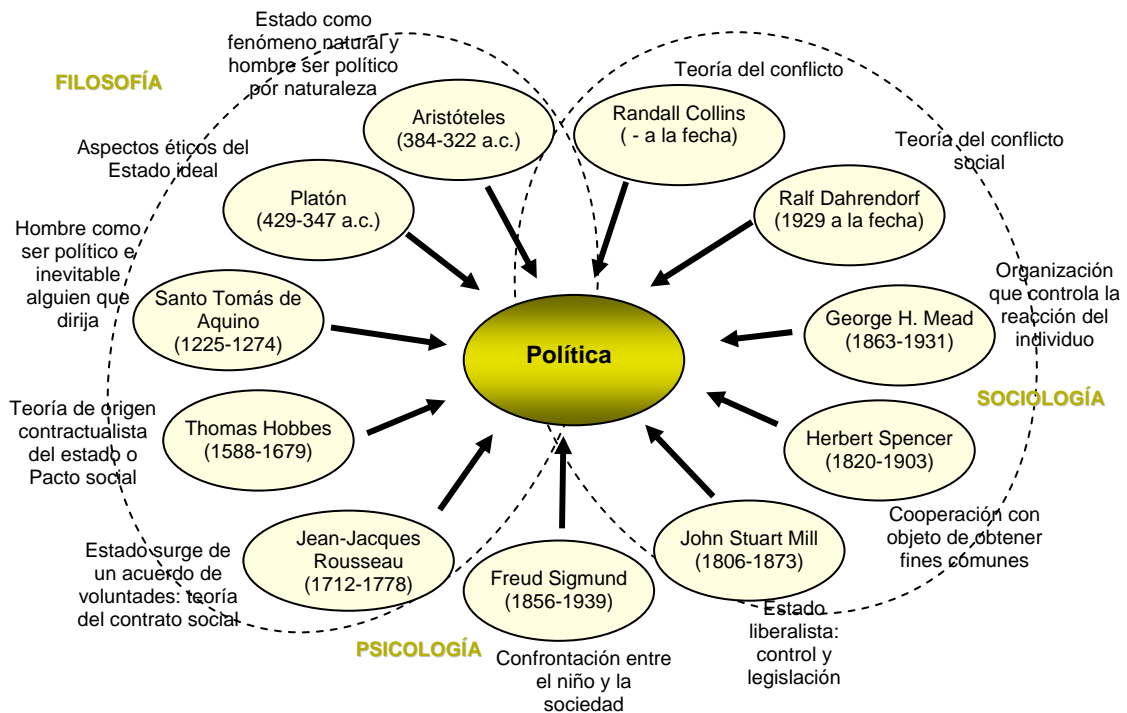 Estado como
fenómeno natural y
hombre ser político
por naturaleza
FILOSOFÍA
Aristóteles
(384-322 a.c.)
Aspectos éticos del
Estado ideal
Platón
(429-347 a.c.)
Hombre como
ser político e
inevitable
alguien que
dirija
Santo Tomás de
Aquino
(1225-1274)
Teoría de origen
contractualista
del estado o
Pacto social
Thomas Hobbes
(1588-1679)
Estado surge de
un acuerdo de
voluntades: teoría
del contrato social
Jean-Jacques
Rousseau
(1712-1778)
Política
PSICOLOGÍA
Freud Sigmund
(1856-1939)
Confrontación entre
el niño y la
sociedad
Teoría del conflicto
Randall Collins
( - a la fecha)
Teoría del conflicto
social
Ralf Dahrendorf
(1929 a la fecha)
Organización
que controla la
reacción del
individuo
George H. Mead
(1863-1931)
SOCIOLOGÍA
Herbert Spencer
(1820-1903)
Cooperación con
objeto de obtener
fines comunes
John Stuart Mill
(1806-1873)
Estado
liberalista:
control y
legislación